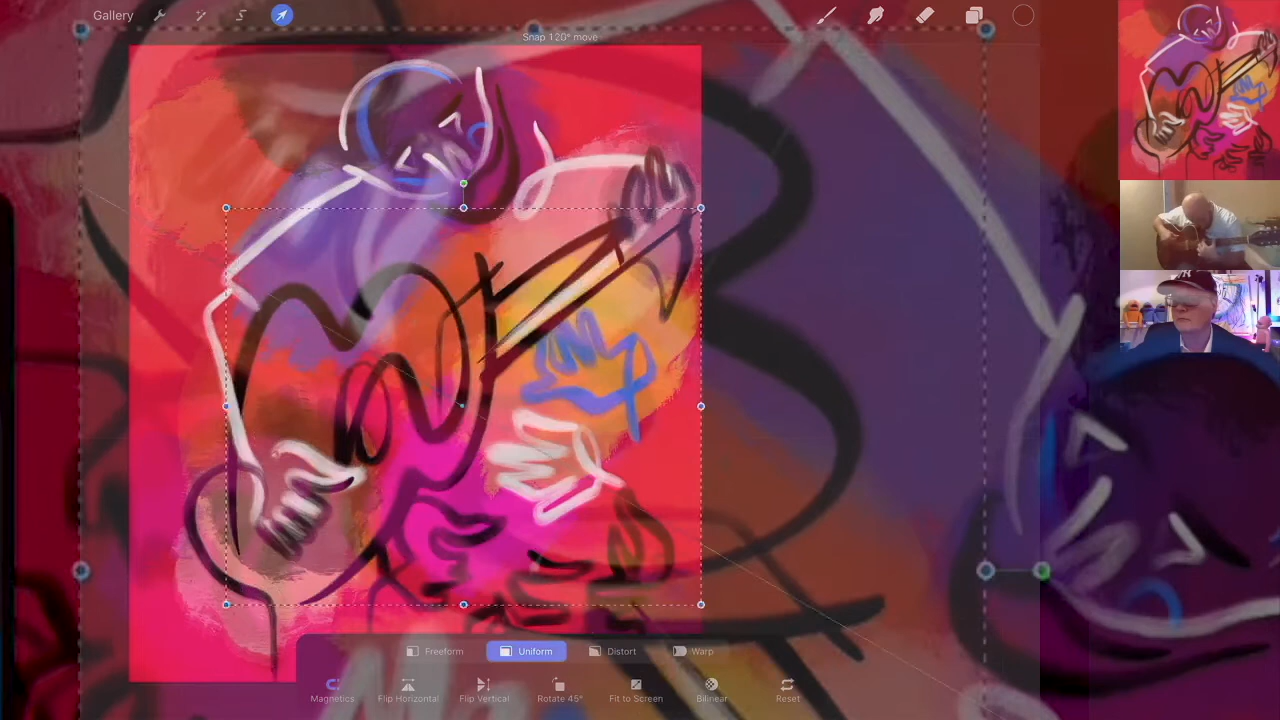 Gallery
Snap 120° move
Freeform
Uniform
Distort
Warp
Magnetics
Flip Horizontal
Flip Vertical
Rotate 45°
Fit to Screen
Bilinear
Reset